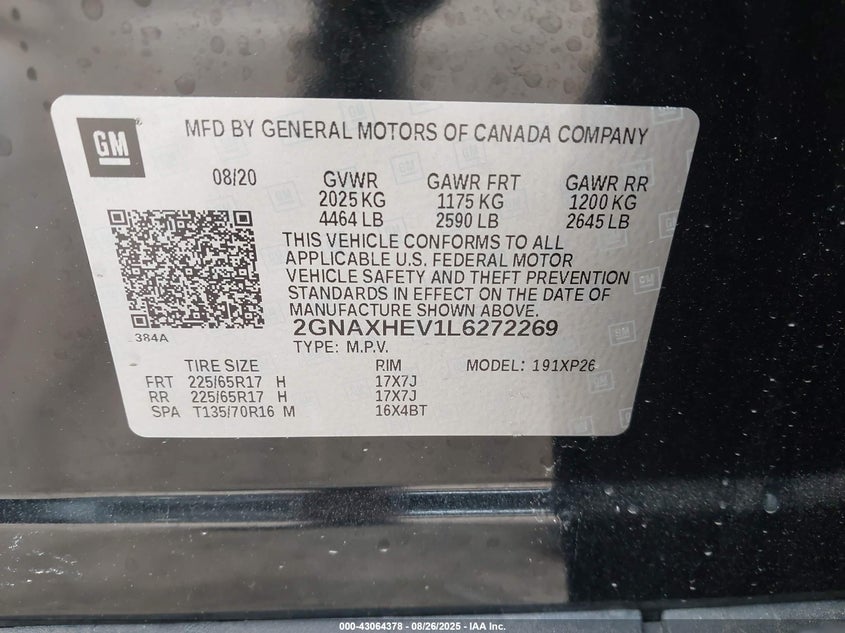 GM
MFD BY GENERAL MOTORS OF CANADA COMPANY
08/20 GVWR GAWR FRT GAWR RR
2025 KG 1175 KG 1200 KG
4464 LB 2590 LB 2645 LB
THIS VEHICLE CONFORMS TO ALL
APPLICABLE U.S. FEDERAL MOTOR
VEHICLE SAFETY AND THEFT PREVENTION
STANDARDS IN EFFECT ON THE DATE OF
MANUFACTURE SHOWN ABOVE.
2GNAXHEV1L6272269
384A
TYPE: M.P.V.
TIRE SIZE RIM MODEL: 191XP26
FRT 225/65R17 H 17X7J
RR 225/65R17 H 17X7J
SPA T135/70R16 M 16X4BT
000-43064378 - 08/26/2025 - IAA Inc.